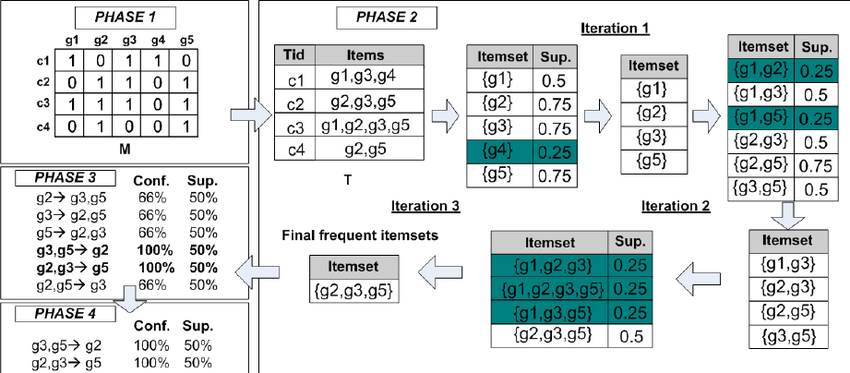 PHASE 1
g1 g2 g3 g4 g5
c1 1 0 1 1 0
c2 0 1 1 0 1
c3 1 1 1 0 1
c4 0 1 0 0 1
M
PHASE 2
Tid Items
c1 g1,g3,g4
c2 g2,g3,g5
c3 g1,g2,g3,g5
c4 g2,g5
T
Iteration 1
Itemset Sup.
{g1} 0.5
{g2} 0.75
{g3} 0.75
{g4} 0.25
{g5} 0.75
Itemset
{g1}
{g2}
{g3}
{g5}
Itemset Sup.
{g1,g2} 0.25
{g1,g3} 0.5
{g1,g5} 0.25
{g2,g3} 0.5
{g2,g5} 0.75
{g3,g5} 0.5
Iteration 2
Itemset
{g1,g3}
{g2,g3}
{g2,g5}
{g3,g5}
Itemset Sup.
{g1,g2,g3} 0.25
{g1,g2,g3,g5} 0.25
{g1,g3,g5} 0.25
{g2,g3,g5} 0.5
Iteration 3
Final frequent itemsets
Itemset
{g2,g3,g5}
PHASE 3
Conf. Sup.
g2→ g3,g5 66% 50%
g3→ g2,g5 66% 50%
g5→ g2,g3 66% 50%
g3,g5→ g2 100% 50%
g2,g3→ g5 100% 50%
g2,g5→ g3 66% 50%
PHASE 4
Conf. Sup.
g3,g5→ g2 100% 50%
g2,g3→ g5 100% 50%